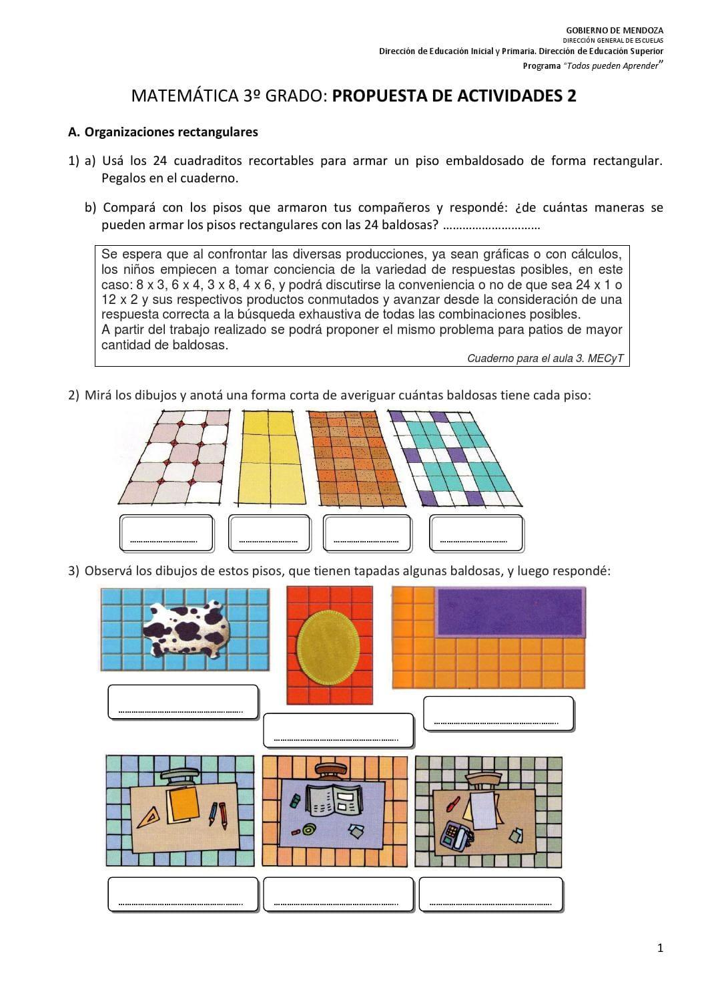 GOBIERNO DE MENDOZA
DIRECCIÓN GENERAL DE ESCUELAS
Dirección de Educación Inicial y Primaria. Dirección de Educación Superior
Programa “Todos pueden Aprender”
MATEMÁTICA 3º GRADO: PROPUESTA DE ACTIVIDADES 2
A. Organizaciones rectangulares
1) a) Usá los 24 cuadraditos recortables para armar un piso embaldosado de forma rectangular.
Pegalos en el cuaderno.
b) Compará con los pisos que armaron tus compañeros y respondé: ¿de cuántas maneras se
pueden armar los pisos rectangulares con las 24 baldosas? …………………………
Se espera que al confrontar las diversas producciones, ya sean gráficas o con cálculos,
los niños empiecen a tomar conciencia de la variedad de respuestas posibles, en este
caso: 8 x 3, 6 x 4, 3 x 8, 4 x 6, y podrá discutirse la conveniencia o no de que sea 24 x 1 o
12 x 2 y sus respectivos productos conmutados y avanzar desde la consideración de una
respuesta correcta a la búsqueda exhaustiva de todas las combinaciones posibles.
A partir del trabajo realizado se podrá proponer el mismo problema para patios de mayor
cantidad de baldosas.
Cuaderno para el aula 3. MECyT
2) Mirá los dibujos y anotá una forma corta de averiguar cuántas baldosas tiene cada piso:
3) Observá los dibujos de estos pisos, que tienen tapadas algunas baldosas, y luego respondé:
1